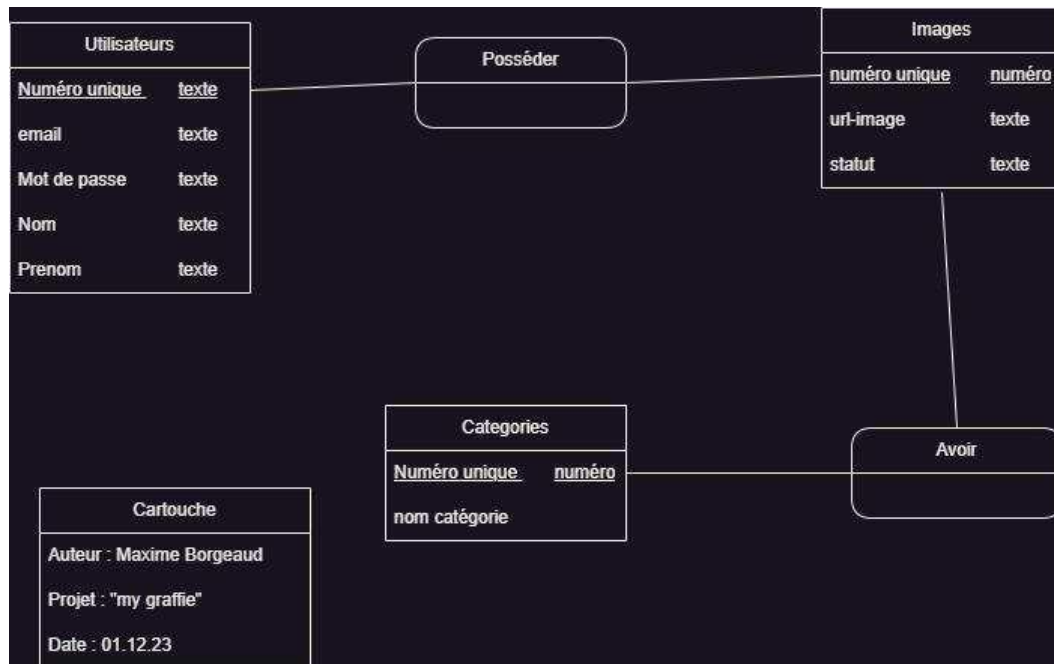 Utilisateurs
Numéro unique texte
email texte
Mot de passe texte
Nom texte
Prenom texte
Posséder
Images
numéro unique numéro
url-image texte
statut texte
Categories
Numéro unique numéro
nom catégorie
Avoir
Cartouche
Auteur : Maxime Borgeaud
Projet : "my graffie"
Date : 01.12.23